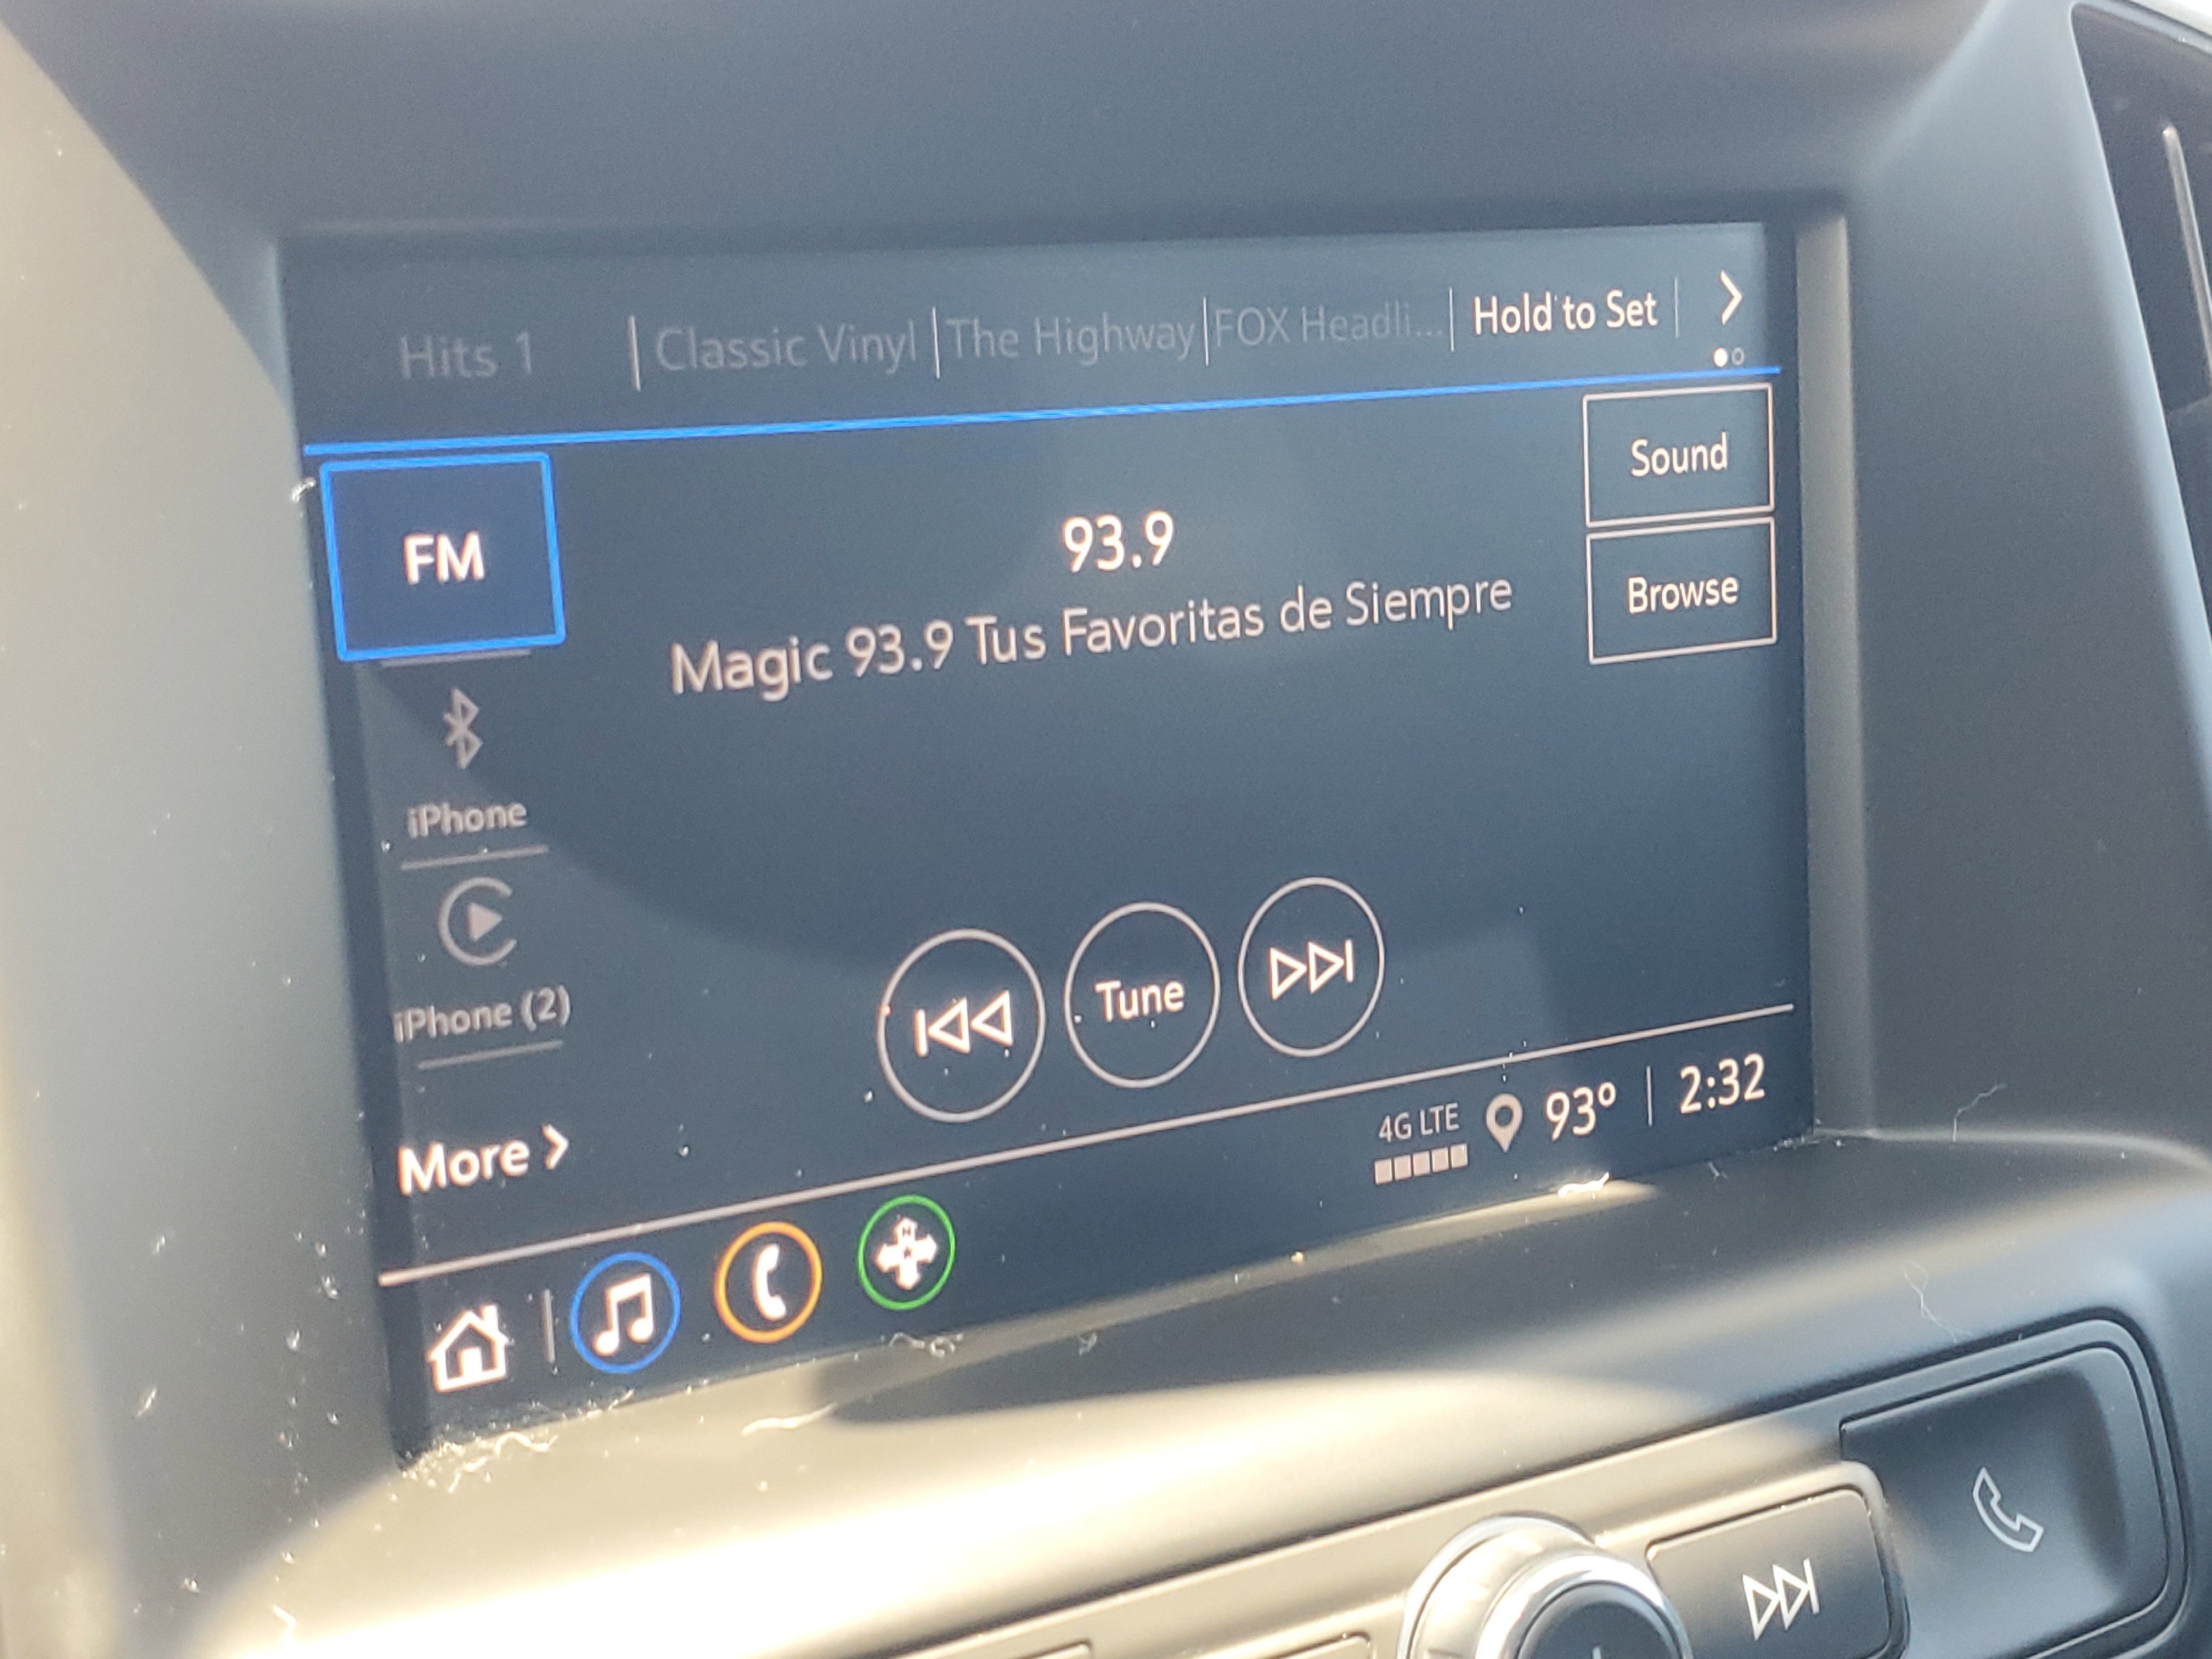 Hits 1 | Classic Vinyl | The Highway | FOX Headli... | Hold to Set |
FM
Sound
93.9
Magic 93.9 Tus Favoritas de Siempre
Browse
iPhone
iPhone (2)
Tune
More
4G LTE
93° | 2:32